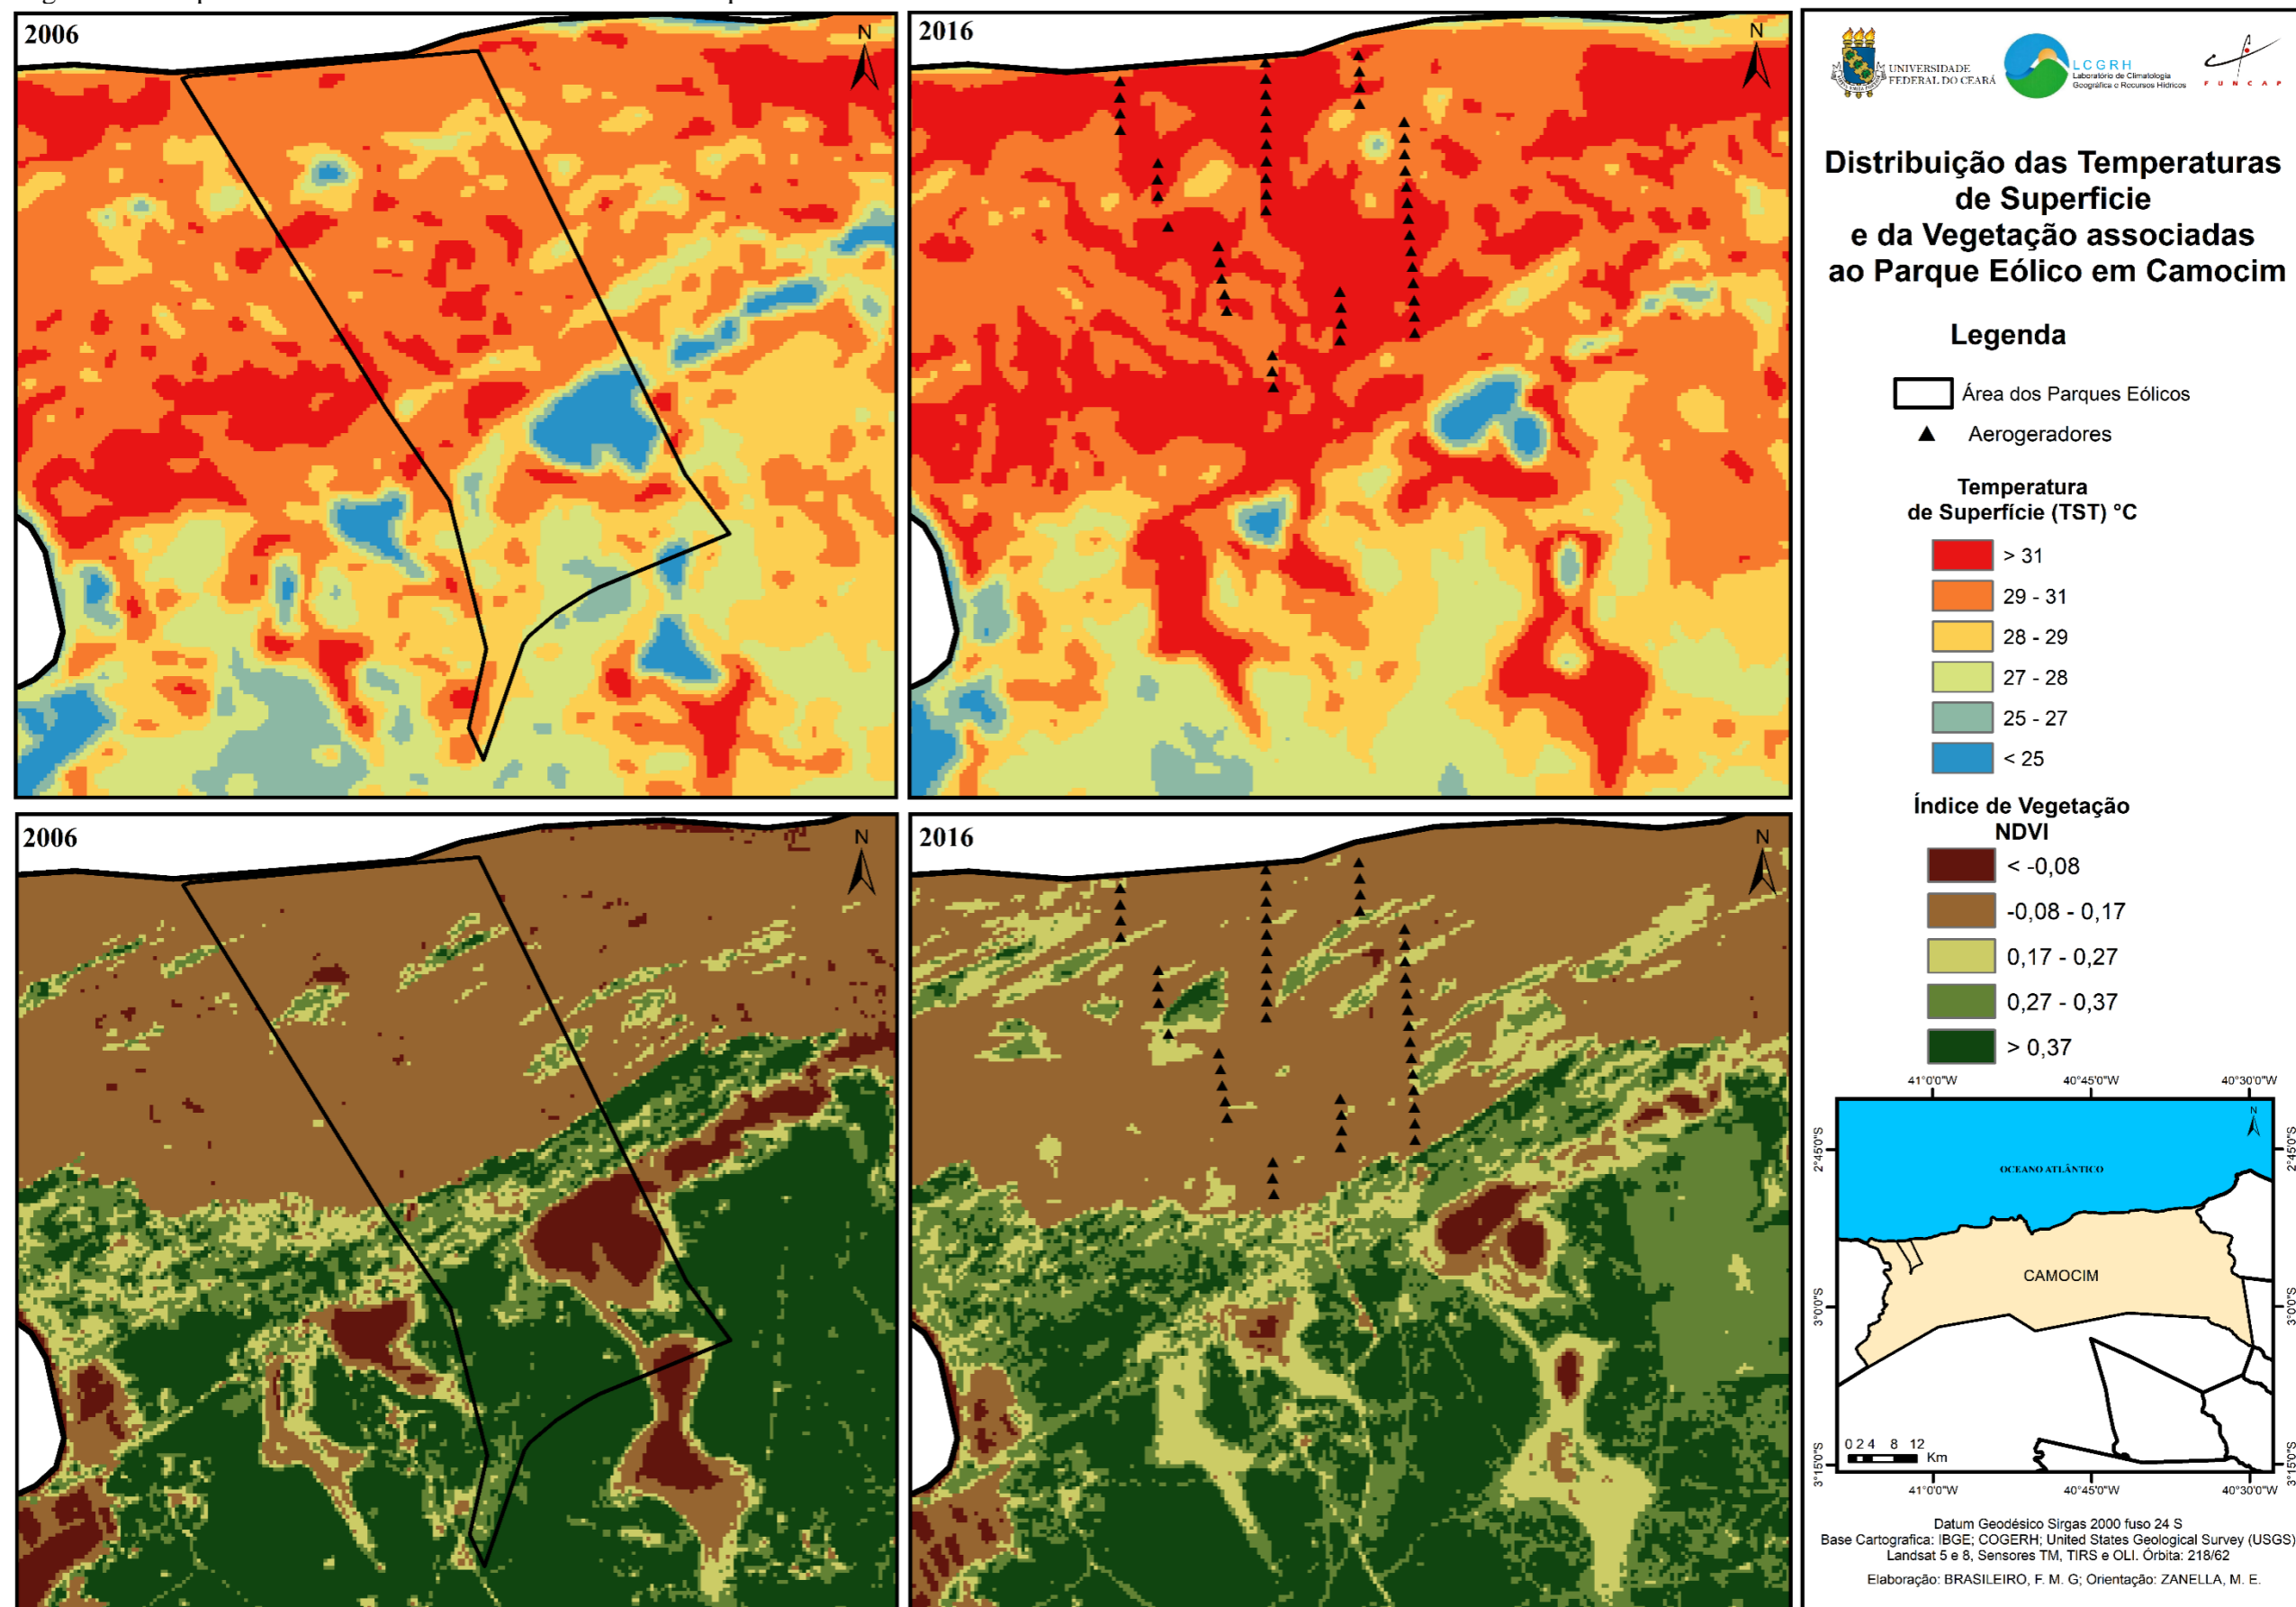 2006
N
2016
N
2006
N
2016
N
UNIVERSIDADE
FEDERAL DO CEARÁ
LCGRH
Laboratório de Climatologia
Geográfica e Recursos Hídricos
FUNCAP
Distribuição das Temperaturas
de Superficie
e da Vegetação associadas
ao Parque Eólico em Camocim
Legenda
Área dos Parques Eólicos
Aerogeradores
Temperatura
de Superfície (TST) °C
> 31
29 - 31
28 - 29
27 - 28
25 - 27
< 25
Índice de Vegetação
NDVI
< -0,08
-0,08 - 0,17
0,17 - 0,27
0,27 - 0,37
> 0,37
41°0'0"W 40°45'0"W 40°30'0"W
N
2°45'0"S 2°45'0"S
OCEANO ATLÂNTICO
CAMOCIM
3°0'0"S 3°0'0"S
0 2 4 8 12
Km
3°15'0"S 3°15'0"S
41°0'0"W 40°45'0"W 40°30'0"W
Datum Geodésico Sirgas 2000 fuso 24 S
Base Cartografica: IBGE; COGERH; United States Geological Survey (USGS)
Landsat 5 e 8, Sensores TM, TIRS e OLI. Órbita: 218/62
Elaboração: BRASILEIRO, F. M. G; Orientação: ZANELLA, M. E.